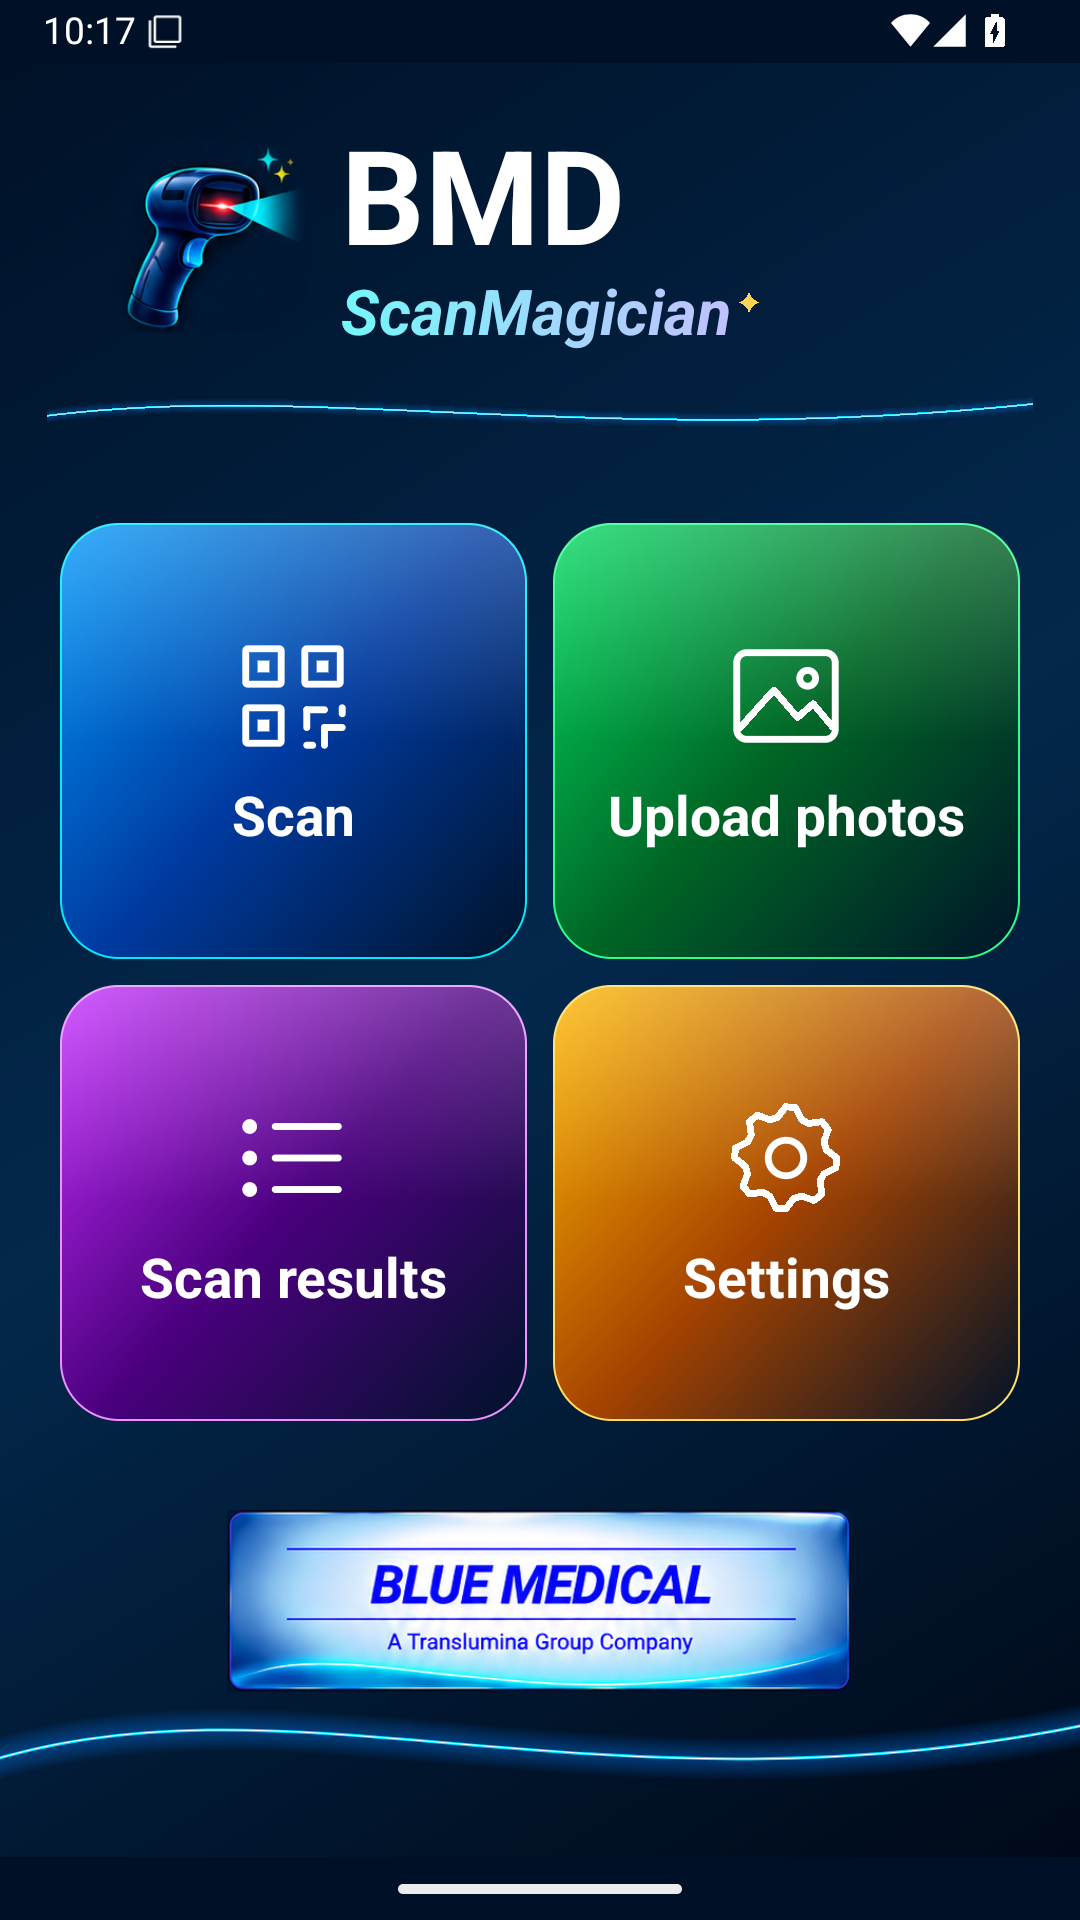 10:17
BMD
ScanMagician
Scan
Upload photos
Scan results
Settings
BLUE MEDICAL
A Translumina Group Company